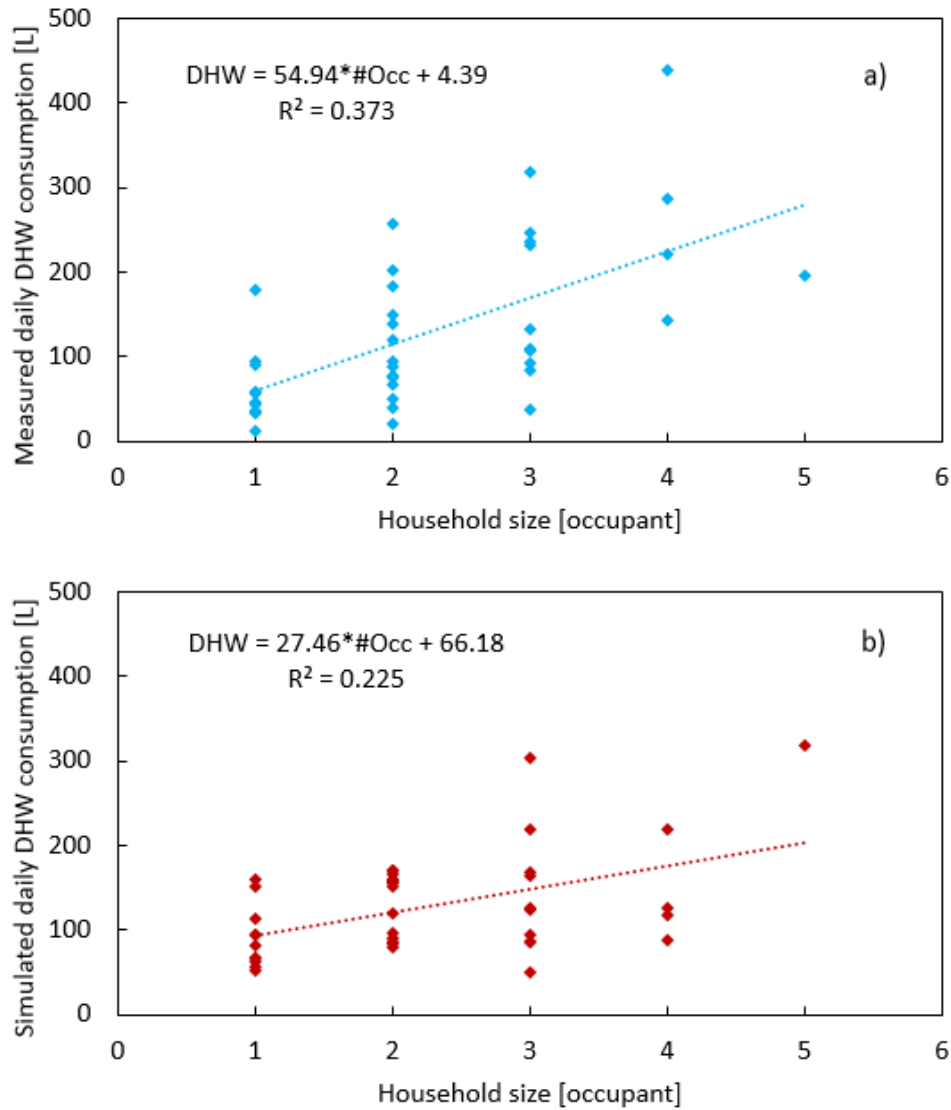 Measured daily DHW consumption [L]
500
400
300
200
100
0
DHW = 54.94*#Occ + 4.39
R² = 0.373
a)
0 1 2 3 4 5 6
Household size [occupant]
Simulated daily DHW consumption [L]
500
400
300
200
100
0
DHW = 27.46*#Occ + 66.18
R² = 0.225
b)
0 1 2 3 4 5 6
Household size [occupant]